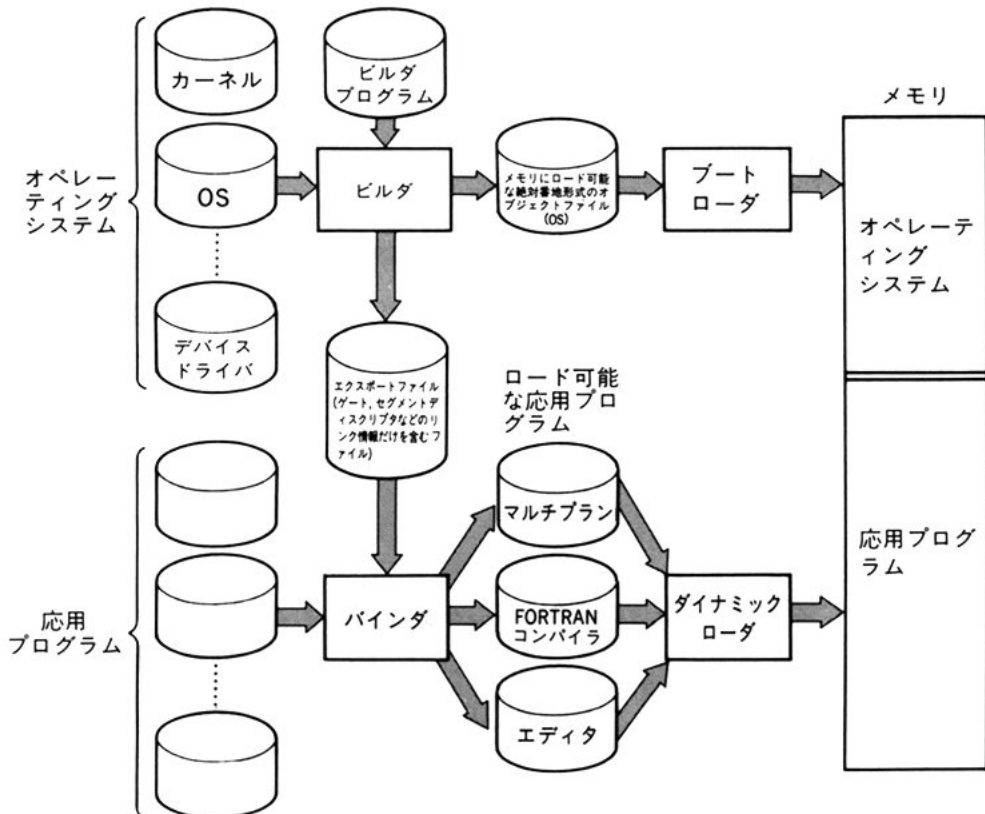 オペレー
ティング
システム
カーネル
OS
デバイス
ドライバ
ビルダ
プログラム
ビルダ
メモリにロード可能
な絶対番地形式のオ
ブジェクトファイル
(OS)
ブート
ローダ
メモリ
オペレーテ
ィング
システム
エクスポートファイル
(ゲート,セグメントデ
ィスクリプタなどのリ
ンク情報だけを含むフ
ァイル)
ロード可能
な応用プロ
グラム
応用
プログラム
バインダ
マルチプラン
FORTRAN
コンパイラ
エディタ
ダイナミック
ローダ
応用プログ
ラム